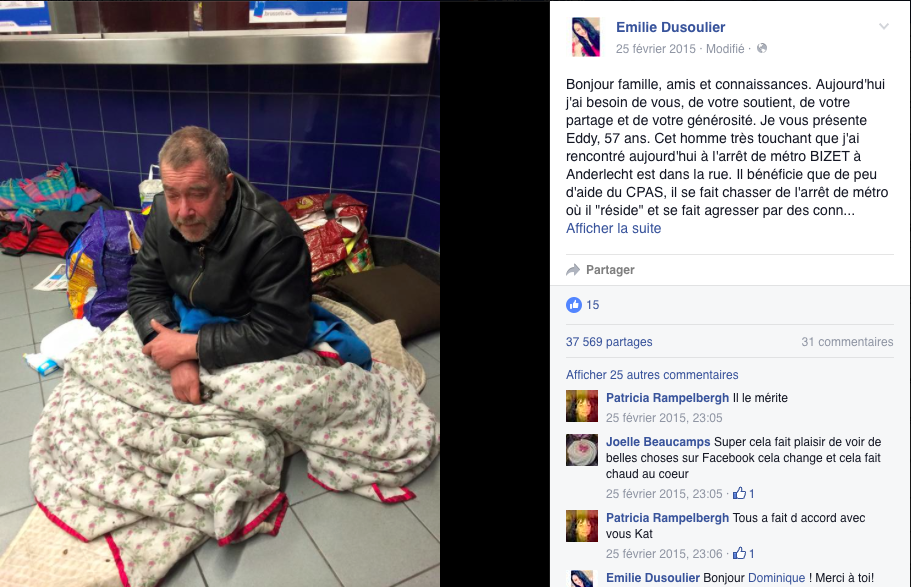 Emilie Dusoulier
25 février 2015 · Modifié ·
Bonjour famille, amis et connaissances. Aujourd'hui
j'ai besoin de vous, de votre soutient, de votre
partage et de votre générosité. Je vous présente
Eddy, 57 ans. Cet homme très touchant que j'ai
rencontré aujourd'hui à l'arrêt de métro BIZET à
Anderlecht est dans la rue. Il bénéficie que de peu
d'aide du CPAS, il se fait chasser de l'arrêt de métro
où il "réside" et se fait agresser par des conn...
Afficher la suite
Partager
15
37 569 partages
31 commentaires
Afficher 25 autres commentaires
Patricia Rampelbergh Il le mérite
25 février 2015, 23:05
Joelle Beaucamps Super cela fait plaisir de voir de
belles choses sur Facebook cela change et cela fait
chaud au coeur
25 février 2015, 23:05 · 1
Patricia Rampelbergh Tous a fait d accord avec
vous Kat
25 février 2015, 23:06 · 1
Emilie Dusoulier Bonjour Dominique ! Merci à toi!